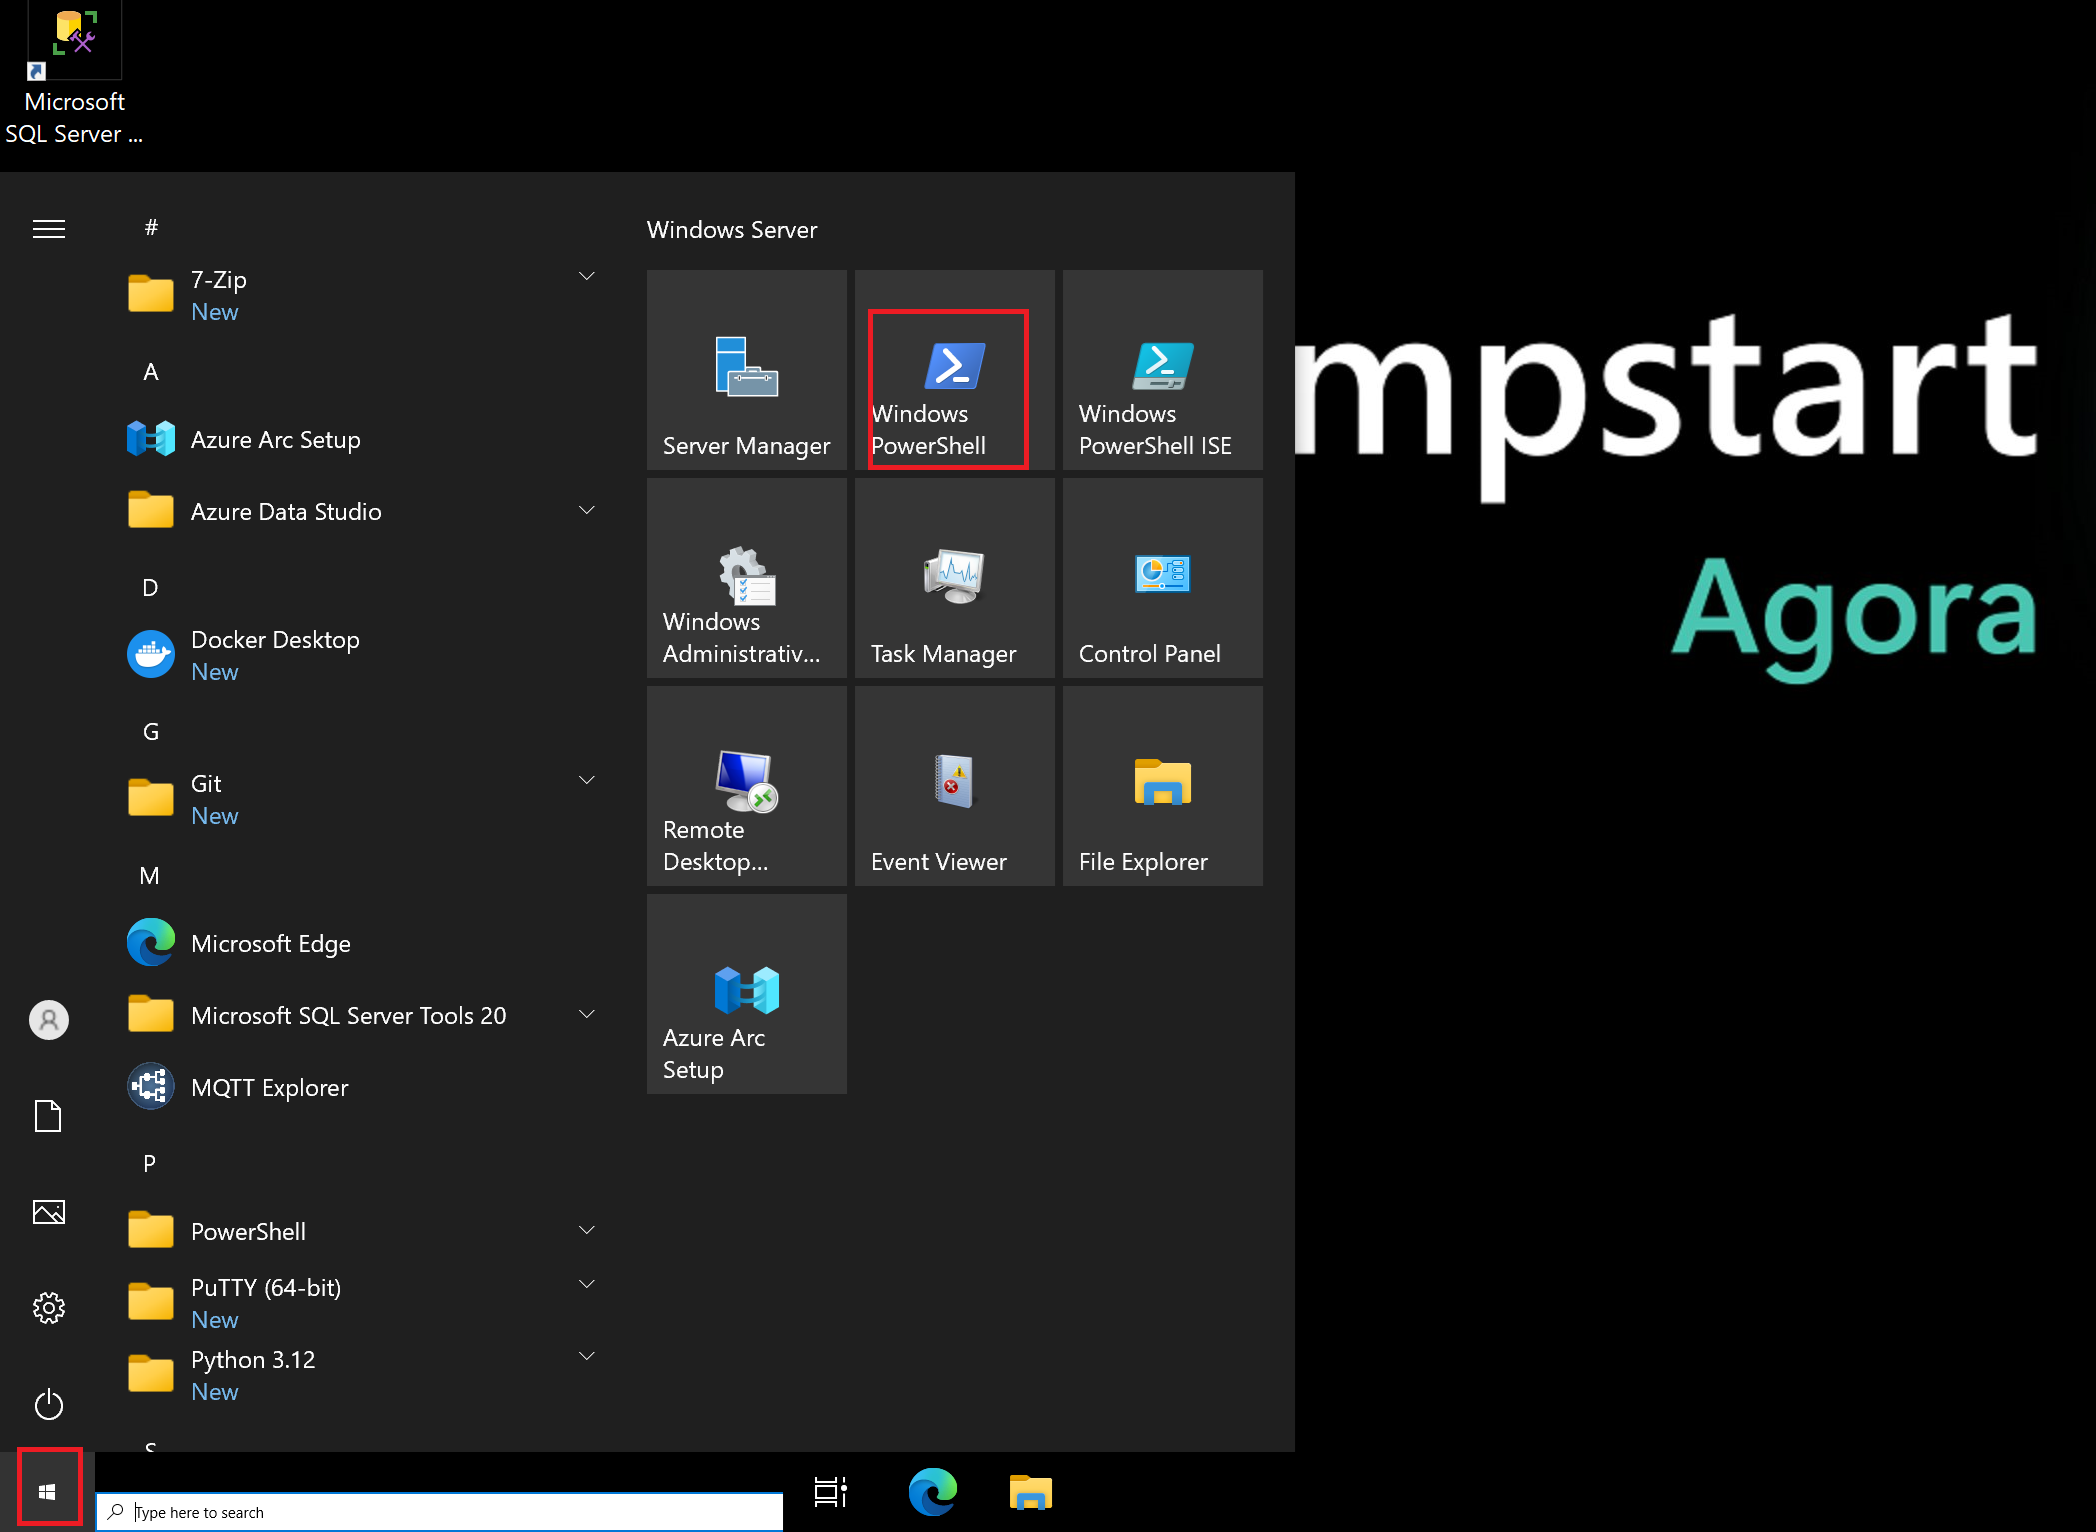 Microsoft
SQL Server ...
#
7-Zip
New
A
Azure Arc Setup
Azure Data Studio
D
Docker Desktop
New
G
Git
New
M
Microsoft Edge
Microsoft SQL Server Tools 20
MQTT Explorer
P
PowerShell
PuTTY (64-bit)
New
Python 3.12
New
S
Windows Server
Server Manager
Windows
PowerShell
Windows
PowerShell ISE
Windows
Administrativ...
Task Manager
Control Panel
Remote
Desktop...
Event Viewer
File Explorer
Azure Arc
Setup
mpstart
Agora
Type here to search